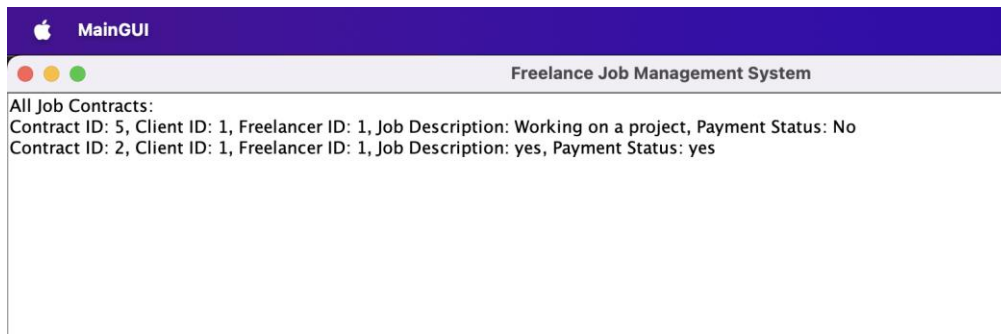 MainGUI
Freelance Job Management System
All Job Contracts:
Contract ID: 5, Client ID: 1, Freelancer ID: 1, Job Description: Working on a project, Payment Status: No
Contract ID: 2, Client ID: 1, Freelancer ID: 1, Job Description: yes, Payment Status: yes